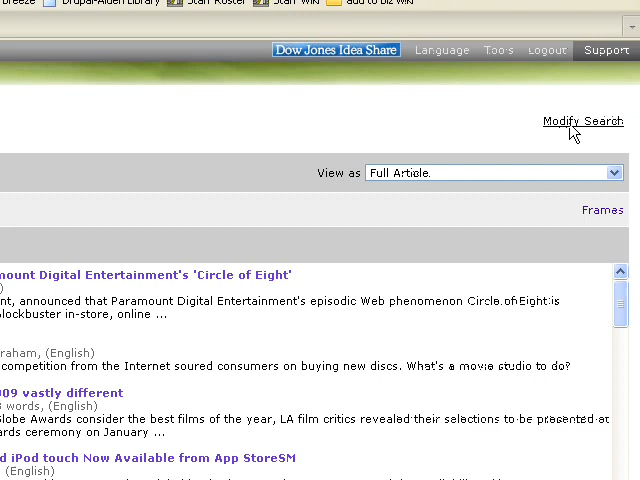 Breeze Drupal-Alden Library Staff Roster Staff Wiki add to Biz Wiki
Dow Jones Idea Share Language Tools Logout Support
Modify Search
View as Full Article.
Frames
mount Digital Entertainment's 'Circle of Eight'
)
nt, announced that Paramount Digital Entertainment's episodic Web phenomenon Circle of Eight is
lockbuster in-store, online ...
raham, (English)
competition from the Internet soured consumers on buying new discs. What's a movie studio to do?
009 vastly different
8 words, (English)
Globe Awards consider the best films of the year, LA film critics revealed their selections to be presented at
ards ceremony on January ...
d iPod touch Now Available from App StoreSM
, (English)